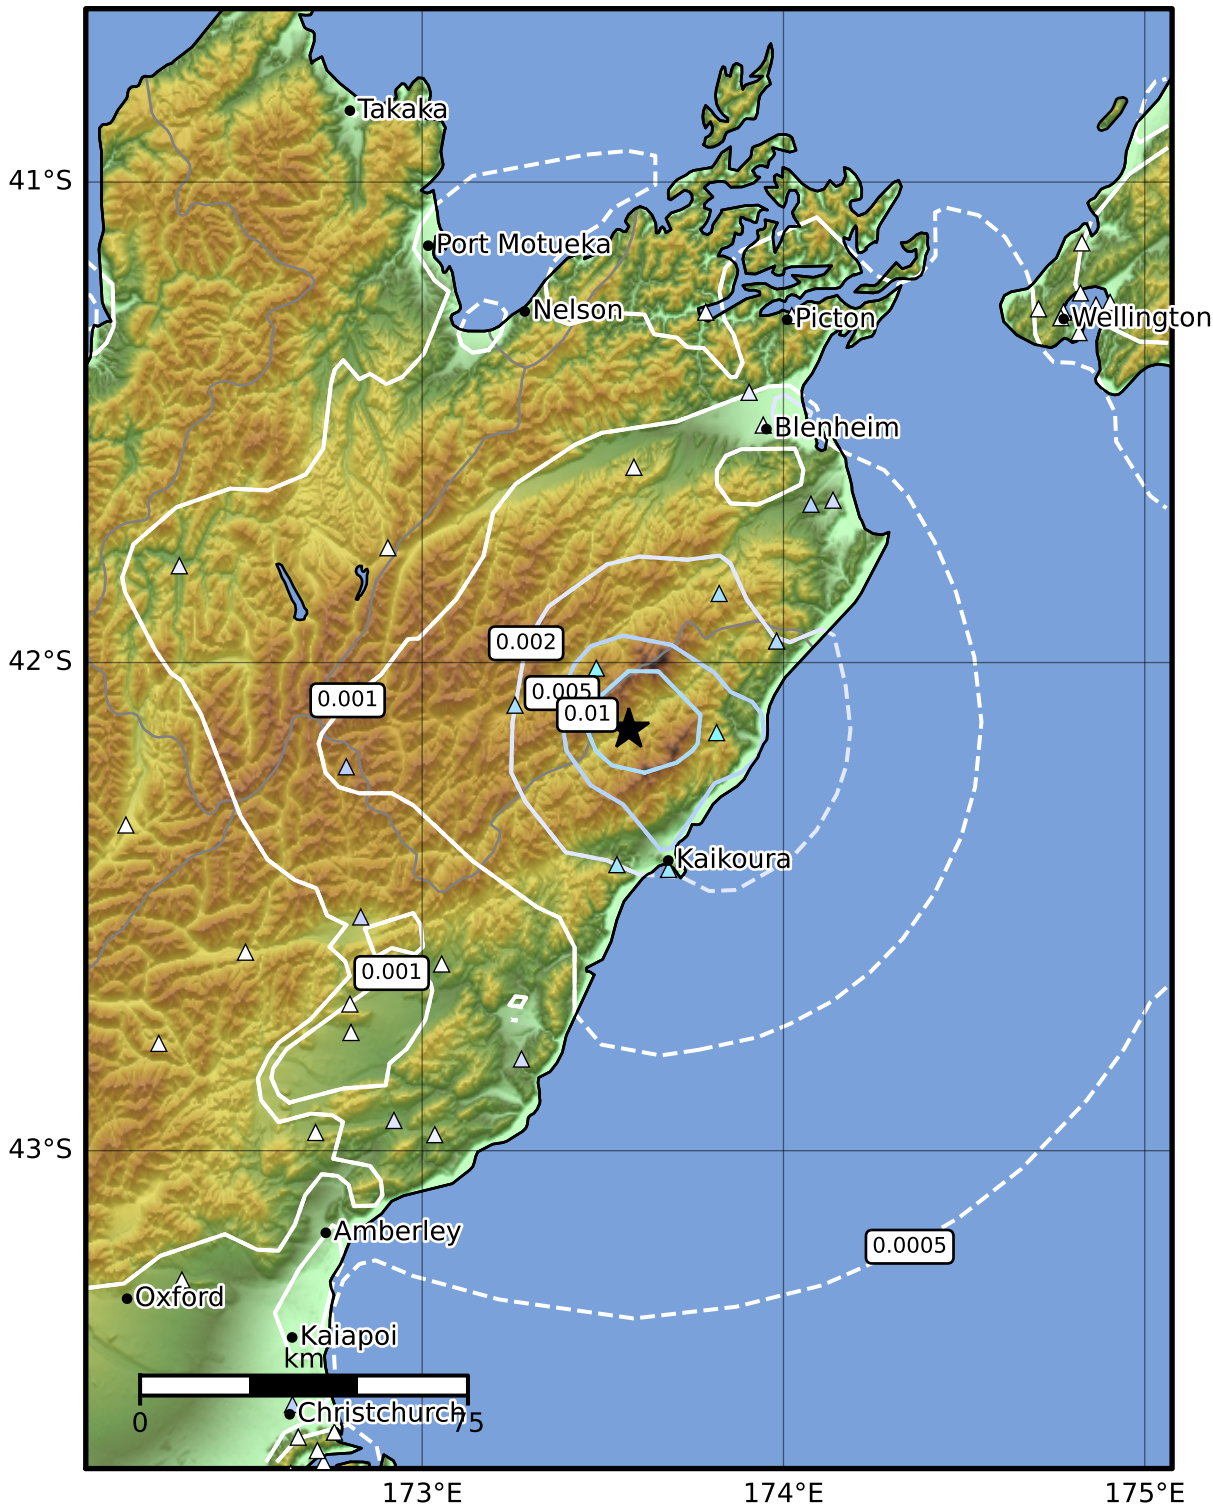 Takaka
41°S
Port Motueka
Nelson
Picton
Wellington
Blenheim
0.002
42°S
0.005
0.001
0.01
Kaikoura
0.001
43°S
Amberley
0.0005
Oxford
Kaiapoi
km
Christchurch
0
75
173°E
174°E
175°E